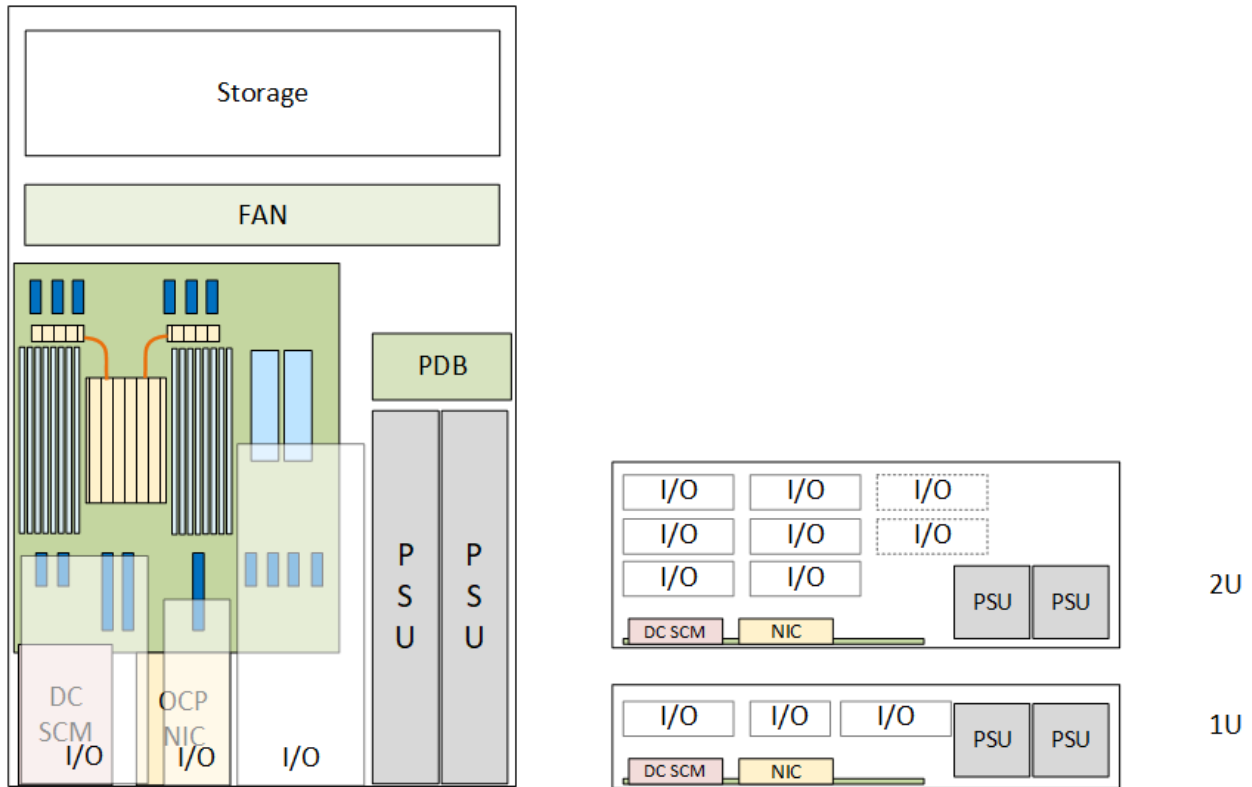 Storage
FAN
PDB
P
S
U
P
S
U
DC
SCM
I/O
OCP
NIC
I/O
I/O
I/O I/O I/O
I/O I/O I/O
I/O I/O
PSU PSU
DC SCM NIC
2U
I/O I/O I/O
PSU PSU
DC SCM NIC
1U